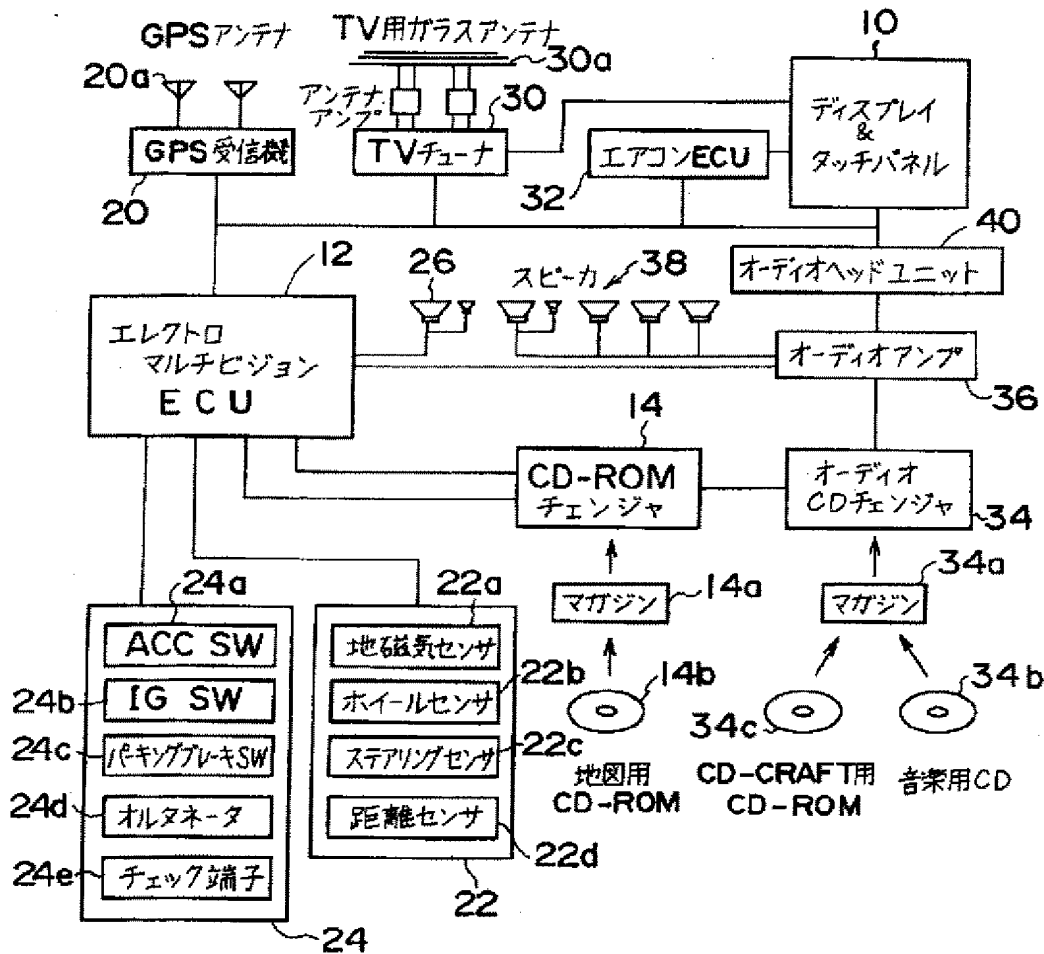 GPSアンテナ
TV用ガラスアンテナ
10
20a
30a
アンテナ
アンプ
30
ディスプレイ
&
タッチパネル
GPS受信機
TVチューナ
エアコンECU
20
32
40
12
26
スピーカ
38
オーディオヘッドユニット
エレクトロ
マルチビジョン
ECU
オーディオアンプ
36
14
CD-ROM
チェンジャ
オーディオ
CDチェンジャ
34
24a
22a
マガジン
14a
34a
マガジン
ACC SW
地磁気センサ
22b
14b
34b
24b
IG SW
ホイールセンサ
34c
24c
パーキングブレーキSW
ステアリングセンサ
22c
地図用
CD-ROM
CD-CRAFT用
CD-ROM
音楽用CD
24d
オルタネータ
距離センサ
22d
24e
チェック端子
22
24